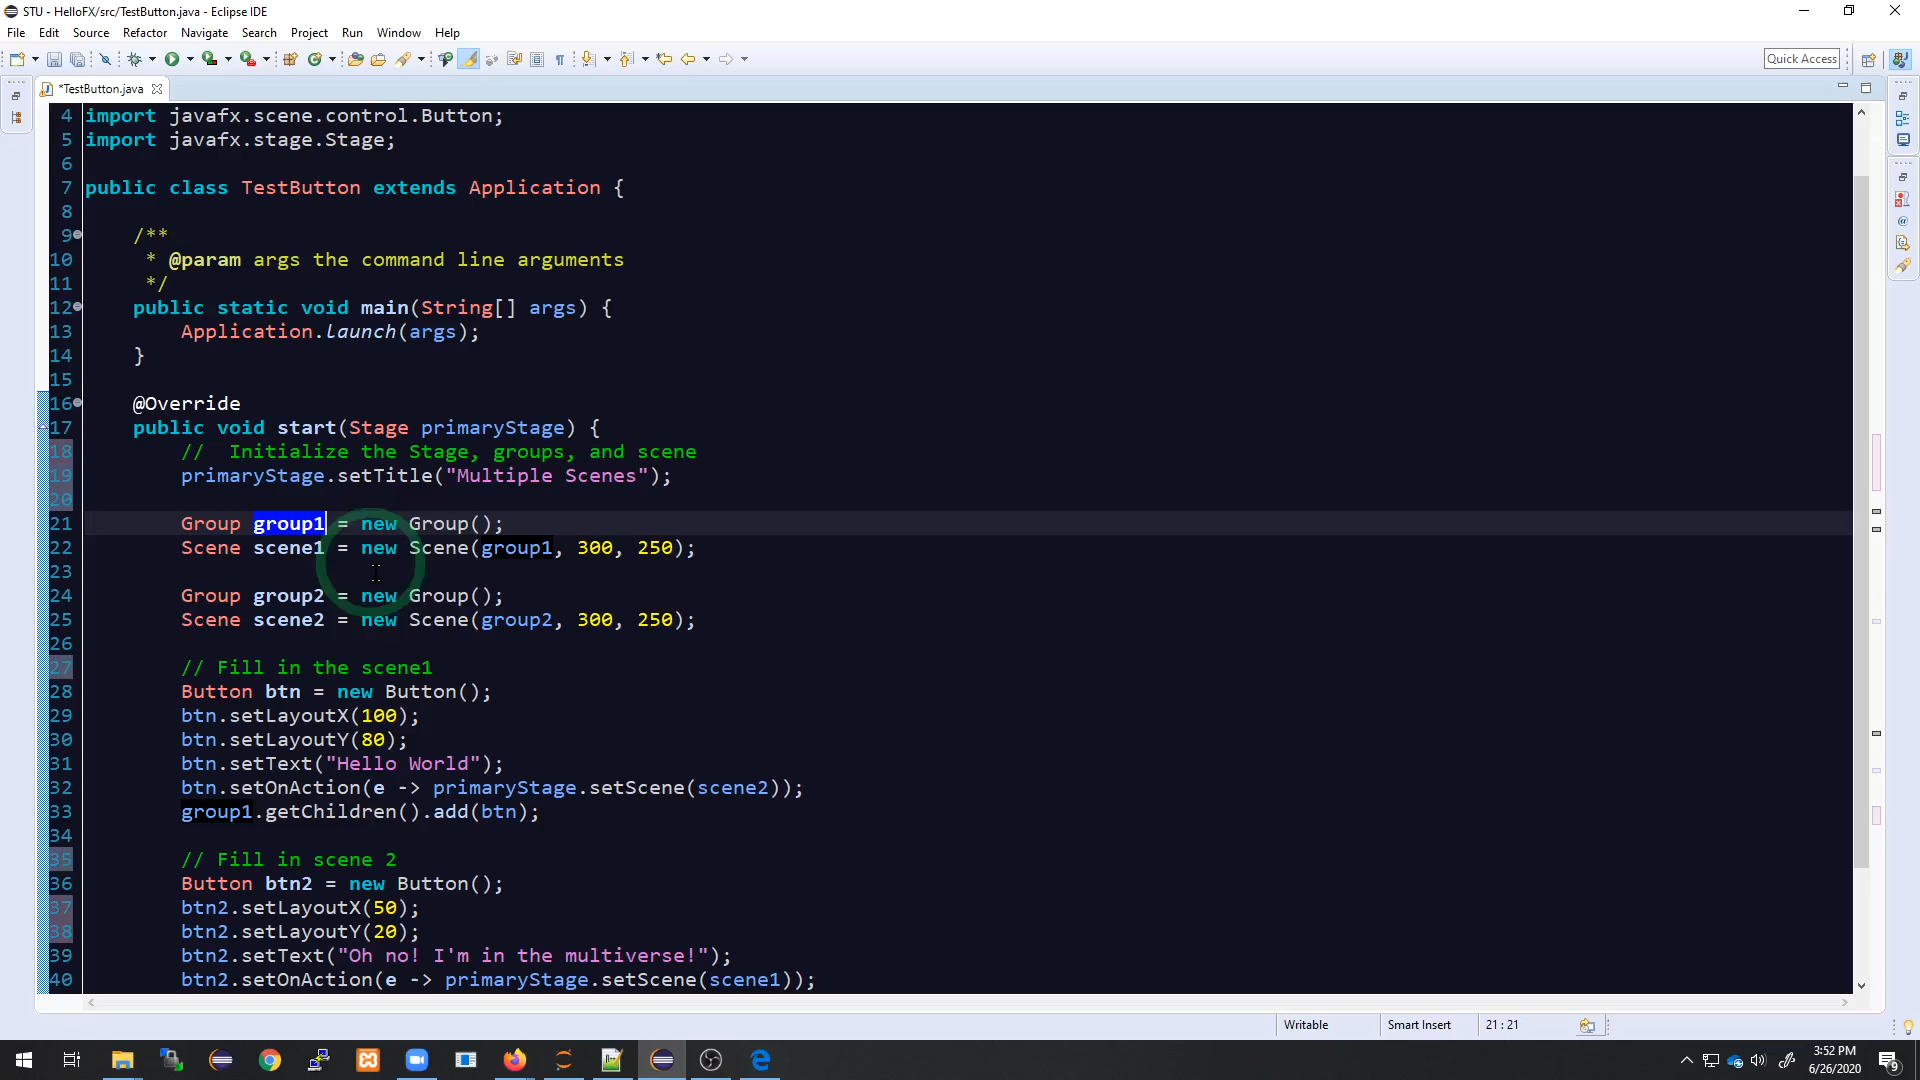 STU - HelloFX/src/TestButton.java - Eclipse IDE
File Edit Source Refactor Navigate Search Project Run Window Help
Quick Access
*TestButton.java
4 import javafx.scene.control.Button;
5 import javafx.stage.Stage;
6
7 public class TestButton extends Application {
8
9 /**
10 * @param args the command line arguments
11 */
12 public static void main(String[] args) {
13 Application.launch(args);
14 }
15
16 @Override
17 public void start(Stage primaryStage) {
18 //  Initialize the Stage, groups, and scene
19 primaryStage.setTitle("Multiple Scenes");
20
21 Group group1 = new Group();
22 Scene scene1 = new Scene(group1, 300, 250);
23
24 Group group2 = new Group();
25 Scene scene2 = new Scene(group2, 300, 250);
26
27 // Fill in the scene1
28 Button btn = new Button();
29 btn.setLayoutX(100);
30 btn.setLayoutY(80);
31 btn.setText("Hello World");
32 btn.setOnAction(e -> primaryStage.setScene(scene2));
33 group1.getChildren().add(btn);
34
35 // Fill in scene 2
36 Button btn2 = new Button();
37 btn2.setLayoutX(50);
38 btn2.setLayoutY(20);
39 btn2.setText("Oh no! I'm in the multiverse!");
40 btn2.setOnAction(e -> primaryStage.setScene(scene1));
Writable Smart Insert 21 : 21
3:52 PM
6/26/2020
9